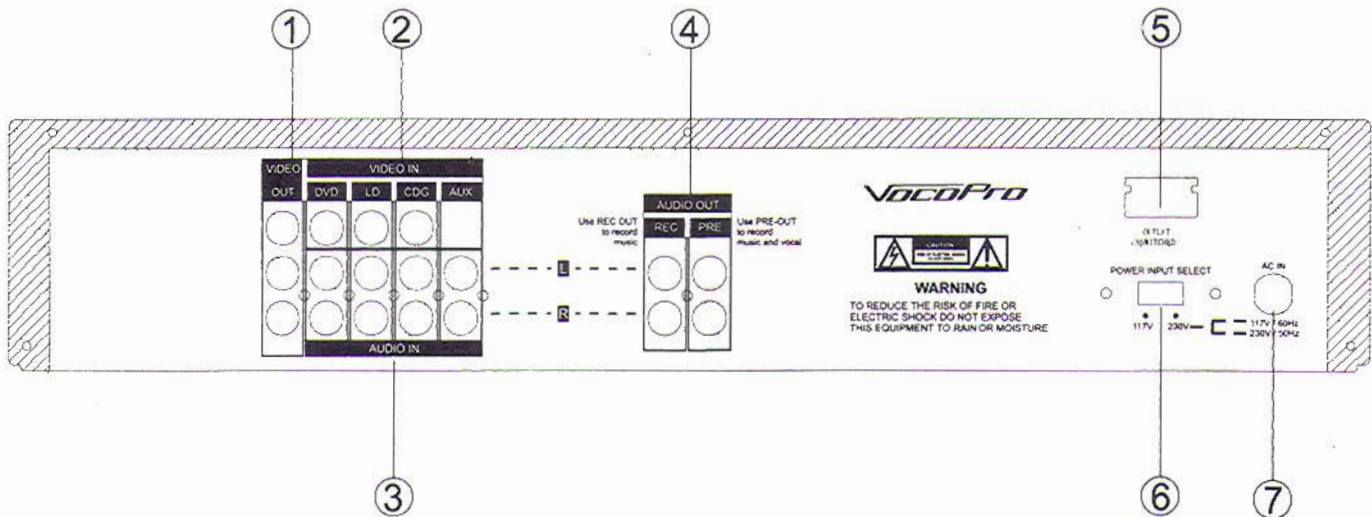 1 2 4 5
VIDEO OUT
VIDEO IN
DVD LD CDG AUX
AUDIO IN
Use REC OUT
to record
music
AUDIO OUT
REC PRE
Use PRE-OUT
to record
music and vocal
L
R
VocoPro
CAUTION
WARNING
TO REDUCE THE RISK OF FIRE OR
ELECTRIC SHOCK DO NOT EXPOSE
THIS EQUIPMENT TO RAIN OR MOISTURE
OUTLET
POWER INPUT SELECT
117V 230V
AC IN
117V / 60Hz
230V / 50Hz
3 6 7